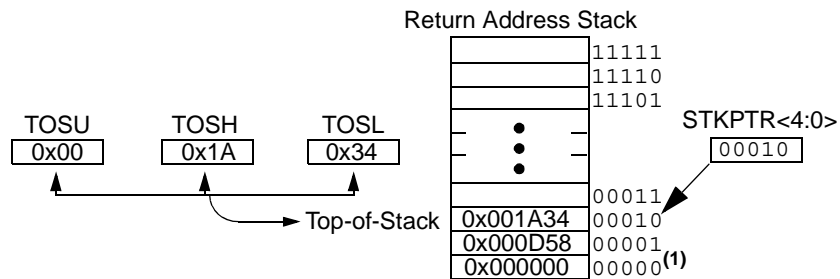 Return Address Stack
11111
11110
11101
TOSU TOSH TOSL
0x00 0x1A 0x34
STKPTR<4:0>
00010
00011
Top-of-Stack 0x001A34 00010
0x000D58 00001
0x000000 00000(1)